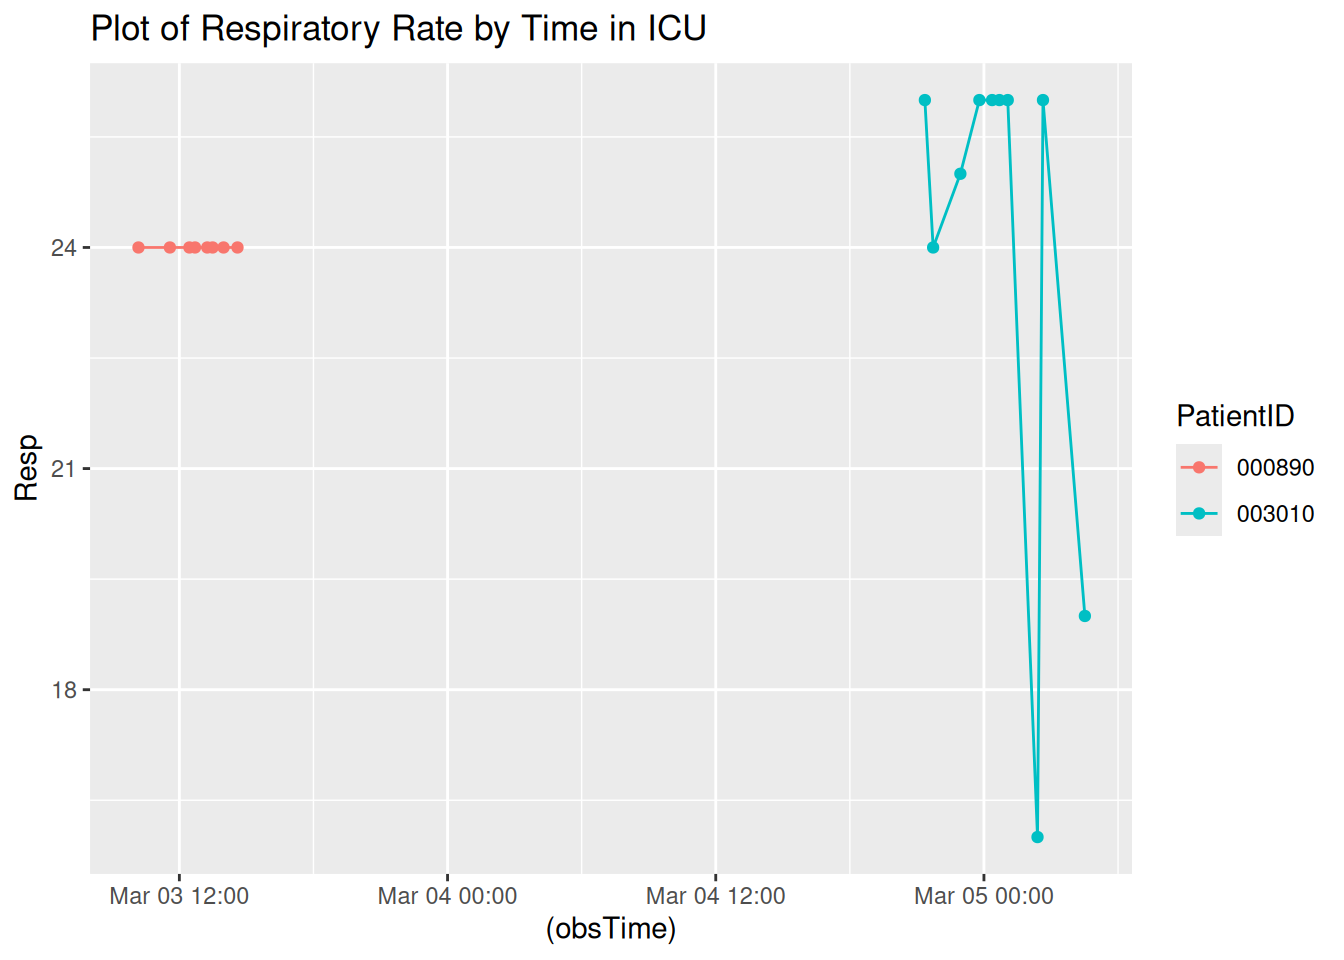 Plot of Respiratory Rate by Time in ICU
Resp
24
21
18
Mar 03 12:00
Mar 04 00:00
Mar 04 12:00
Mar 05 00:00
(obsTime)
PatientID
000890
003010